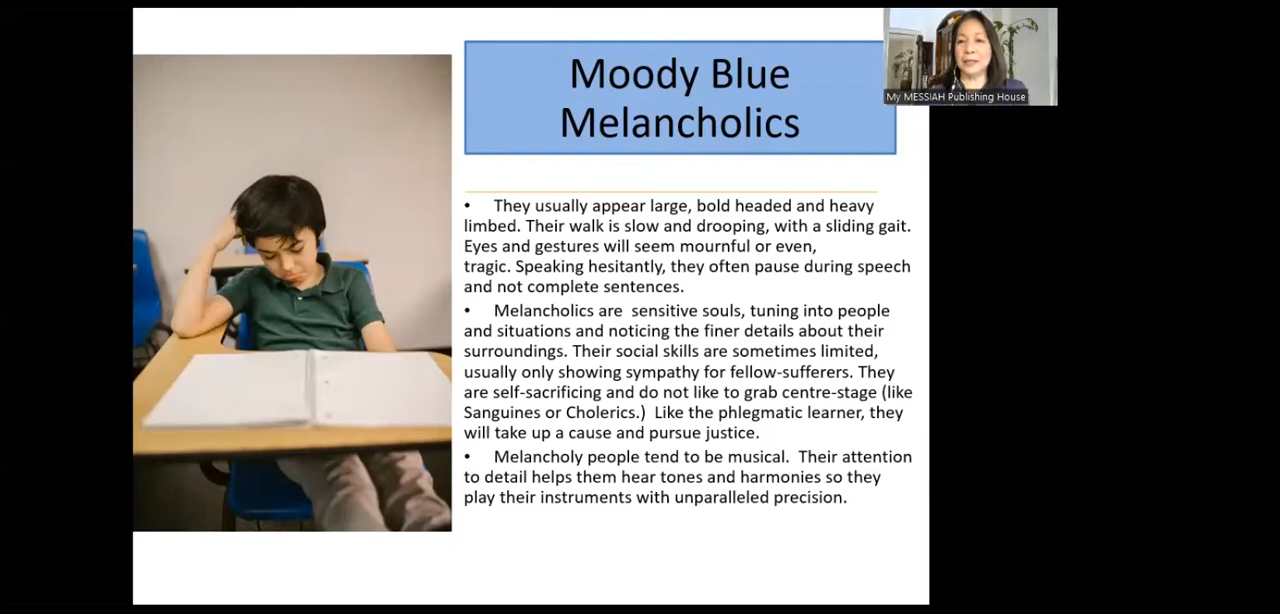 Moody Blue
Melancholics
My MESSIAH Publishing House
• They usually appear large, bold headed and heavy
limbed. Their walk is slow and drooping, with a sliding gait.
Eyes and gestures will seem mournful or even,
tragic. Speaking hesitantly, they often pause during speech
and not complete sentences.
• Melancholics are sensitive souls, tuning into people
and situations and noticing the finer details about their
surroundings. Their social skills are sometimes limited,
usually only showing sympathy for fellow-sufferers. They
are self-sacrificing and do not like to grab centre-stage (like
Sanguines or Cholerics.) Like the phlegmatic learner, they
will take up a cause and pursue justice.
• Melancholy people tend to be musical. Their attention
to detail helps them hear tones and harmonies so they
play their instruments with unparalleled precision.